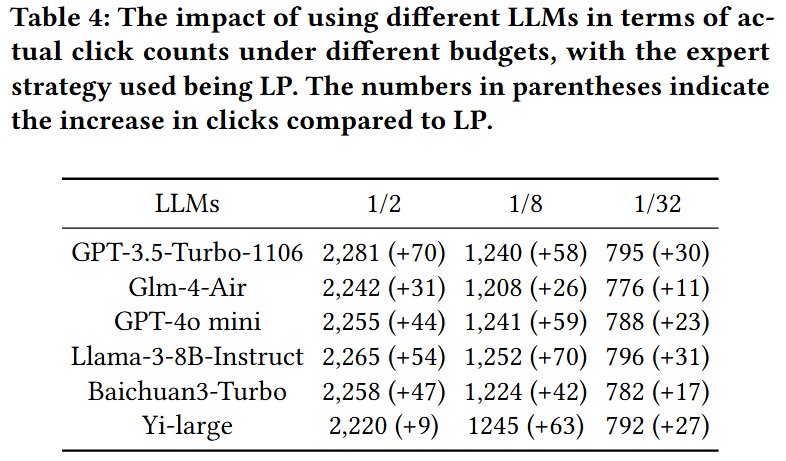 Table 4: The impact of using different LLMs in terms of ac-
tual click counts under different budgets, with the expert
strategy used being LP. The numbers in parentheses indicate
the increase in clicks compared to LP.
LLMs 1/2 1/8 1/32
GPT-3.5-Turbo-1106 2,281 (+70) 1,240 (+58) 795 (+30)
Glm-4-Air 2,242 (+31) 1,208 (+26) 776 (+11)
GPT-4o mini 2,255 (+44) 1,241 (+59) 788 (+23)
Llama-3-8B-Instruct 2,265 (+54) 1,252 (+70) 796 (+31)
Baichuan3-Turbo 2,258 (+47) 1,224 (+42) 782 (+17)
Yi-large 2,220 (+9) 1245 (+63) 792 (+27)